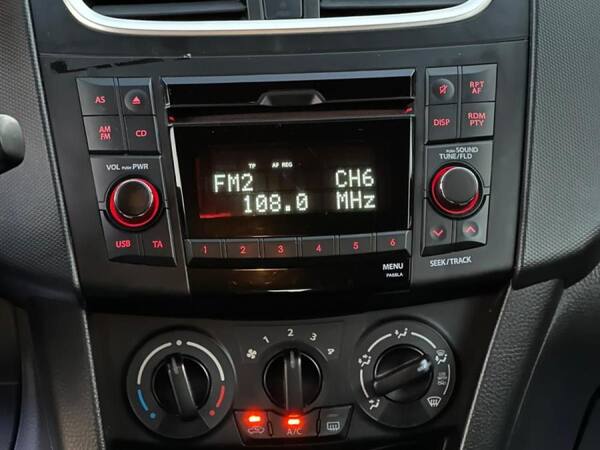 AS
AM
FM
CD
VOL PUSH PWR
USB TA
TP AF REG
FM2 CH6
108.0 MHz
1 2 3 4 5 6
MENU
PA68LA
RPT
AF
DISP
RDM
PTY
PUSH SOUND
TUNE/FLD
SEEK/TRACK
1 2 3 4
A/C